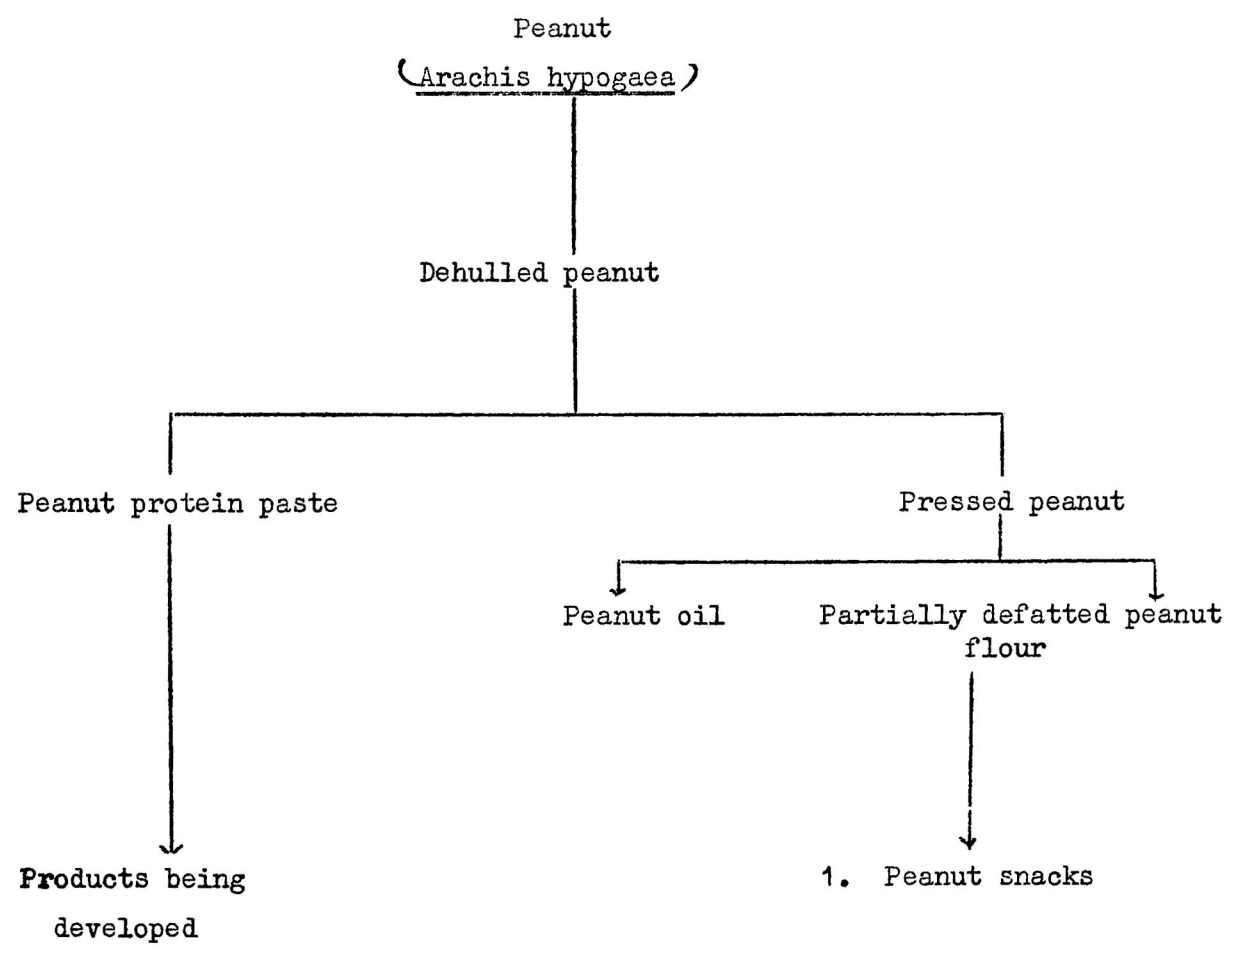 Peanut
(Arachis hypogaea)
Dehulled peanut
Peanut protein paste
Pressed peanut
Peanut oil
Partially defatted peanut
flour
Products being
developed
1. Peanut snacks